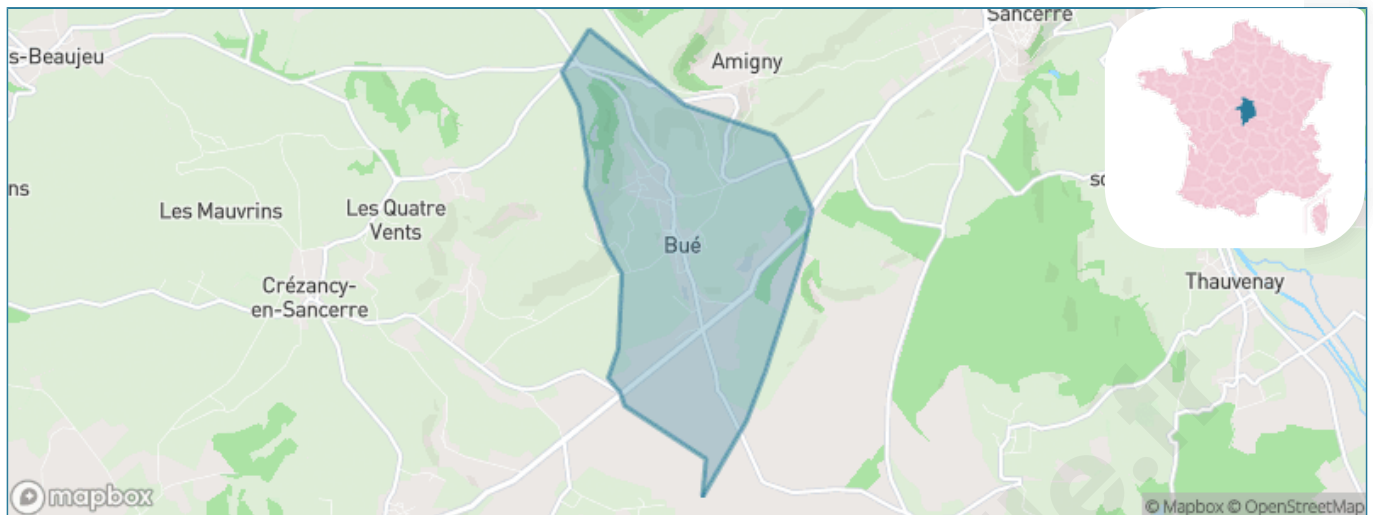 Sancerre
s-Beaujeu
Amigny
ns
Les Mauvrins
Les Quatre
Vents
Bué
Crézancy-
en-Sancerre
Thauvenay
mapbox
© Mapbox © OpenStreetMap